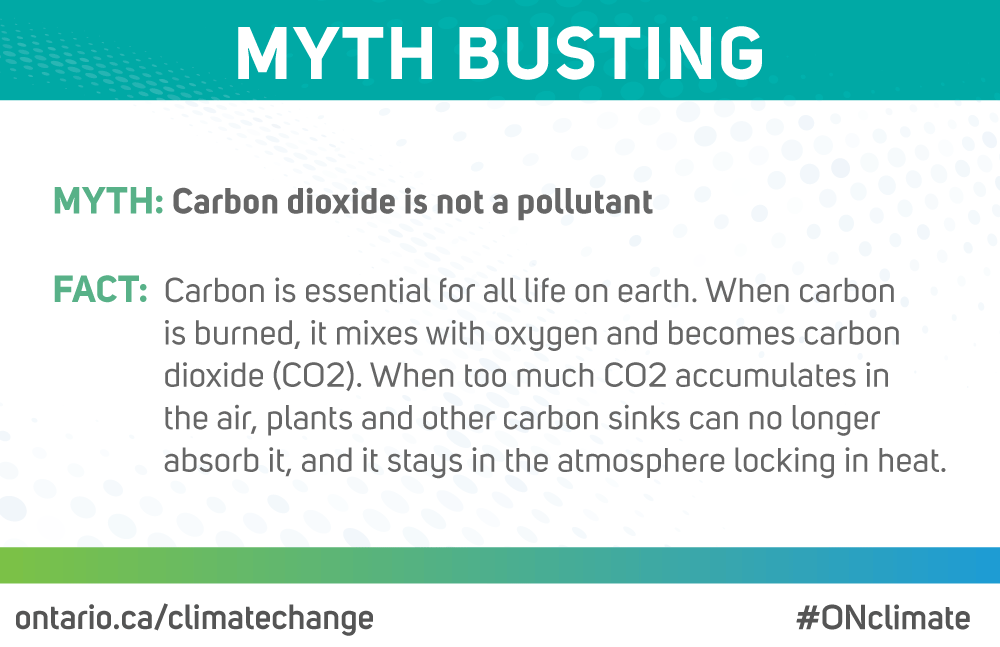 MYTH BUSTING
MYTH: Carbon dioxide is not a pollutant
FACT: Carbon is essential for all life on earth. When carbon
is burned, it mixes with oxygen and becomes carbon
dioxide (CO2). When too much CO2 accumulates in
the air, plants and other carbon sinks can no longer
absorb it, and it stays in the atmosphere locking in heat.
ontario.ca/climatechange
#ONclimate